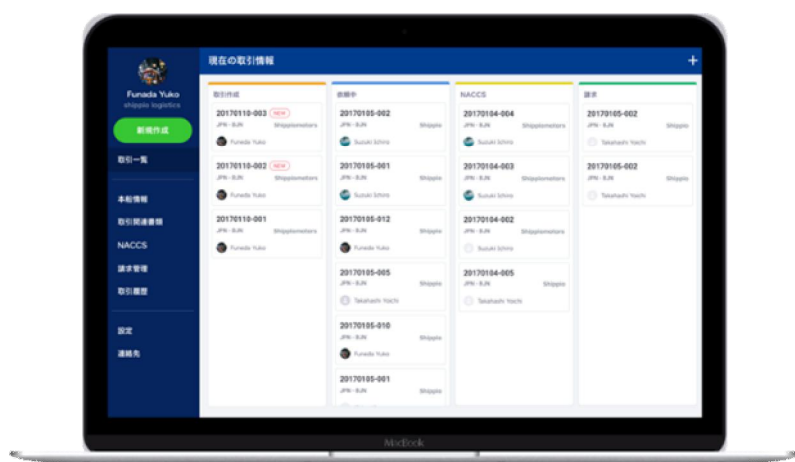 現在の取引情報
+
Funada Yuko
shippio logistics
新規作成
取引一覧
本船情報
取引関連書類
NACCS
請求管理
取引履歴
設定
連絡先
取引作成
20170110-003 NEW
JPN - BJN Shippiomotors
Funada Yuko
20170110-002 NEW
JPN - BJN Shippiomotors
Funada Yuko
20170110-001
JPN - BJN Shippiomotors
Funada Yuko
依頼中
20170105-002
JPN - BJN Shippio
Suzuki Ichiro
20170105-001
JPN - BJN Shippio
Suzuki Ichiro
20170105-012
JPN - BJN Shippio
Funada Yuko
20170105-005
JPN - BJN Shippio
Takahashi Yoichi
20170105-010
JPN - BJN Shippio
Funada Yuko
20170105-001
JPN - BJN Shippio
NACCS
20170104-004
JPN - BJN Shippiomotors
Suzuki Ichiro
20170104-003
JPN - BJN Shippio
Suzuki Ichiro
20170104-002
JPN - BJN Shippiomotors
Suzuki Ichiro
20170104-005
JPN - BJN Shippio
Takahashi Yoichi
請求
20170105-002
JPN - BJN Shippio
Takahashi Yoichi
20170105-002
JPN - BJN Shippio
Takahashi Yoichi
MacBook